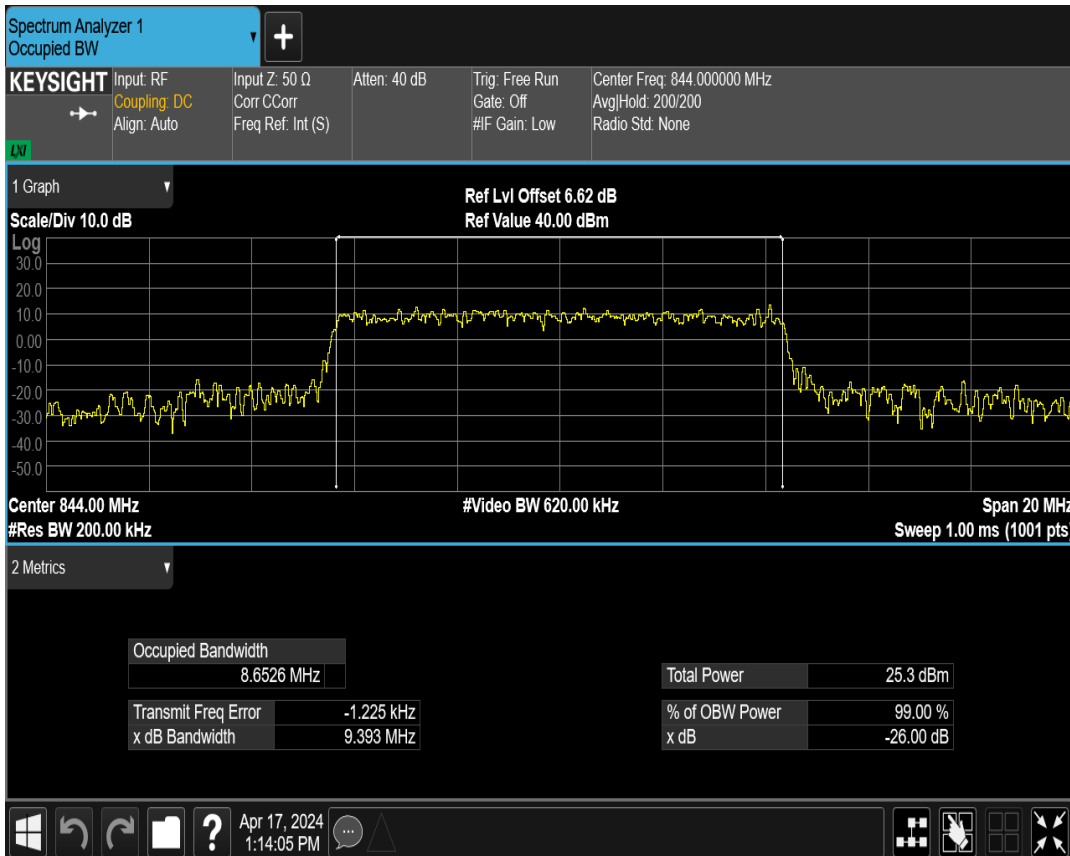 Spectrum Analyzer 1
Occupied BW
KEYSIGHT
LXI
Input: RF
Coupling: DC
Align: Auto
Input Z: 50 Ω
Corr CCorr
Freq Ref: Int (S)
Atten: 40 dB
Trig: Free Run
Gate: Off
#IF Gain: Low
Center Freq: 844.000000 MHz
Avg|Hold: 200/200
Radio Std: None
1 Graph
Scale/Div 10.0 dB
Ref Lvl Offset 6.62 dB
Ref Value 40.00 dBm
Log
30.0
20.0
10.0
0.00
-10.0
-20.0
-30.0
-40.0
-50.0
Center 844.00 MHz
#Video BW 620.00 kHz
Span 20 MHz
#Res BW 200.00 kHz
Sweep 1.00 ms (1001 pts)
2 Metrics
Occupied Bandwidth
8.6526 MHz
Total Power 25.3 dBm
Transmit Freq Error -1.225 kHz
% of OBW Power 99.00 %
x dB Bandwidth 9.393 MHz
x dB -26.00 dB
?
Apr 17, 2024
1:14:05 PM